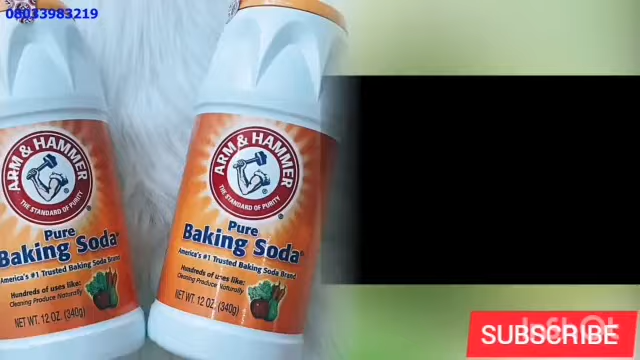 08033983219
ARM & HAMMER
THE STANDARD OF PURITY
Pure
Baking Soda
America's #1 Trusted Baking Soda Brand
Hundreds of uses like:
Cleaning Produce Naturally
NET WT. 12 OZ. (340g)
ARM & HAMMER
THE STANDARD OF PURITY
Pure
Baking Soda
America's #1 Trusted Baking Soda Brand
Hundreds of uses like:
Cleaning Produce Naturally
NET WT. 12 OZ. (340g)
SUBSCRIBE